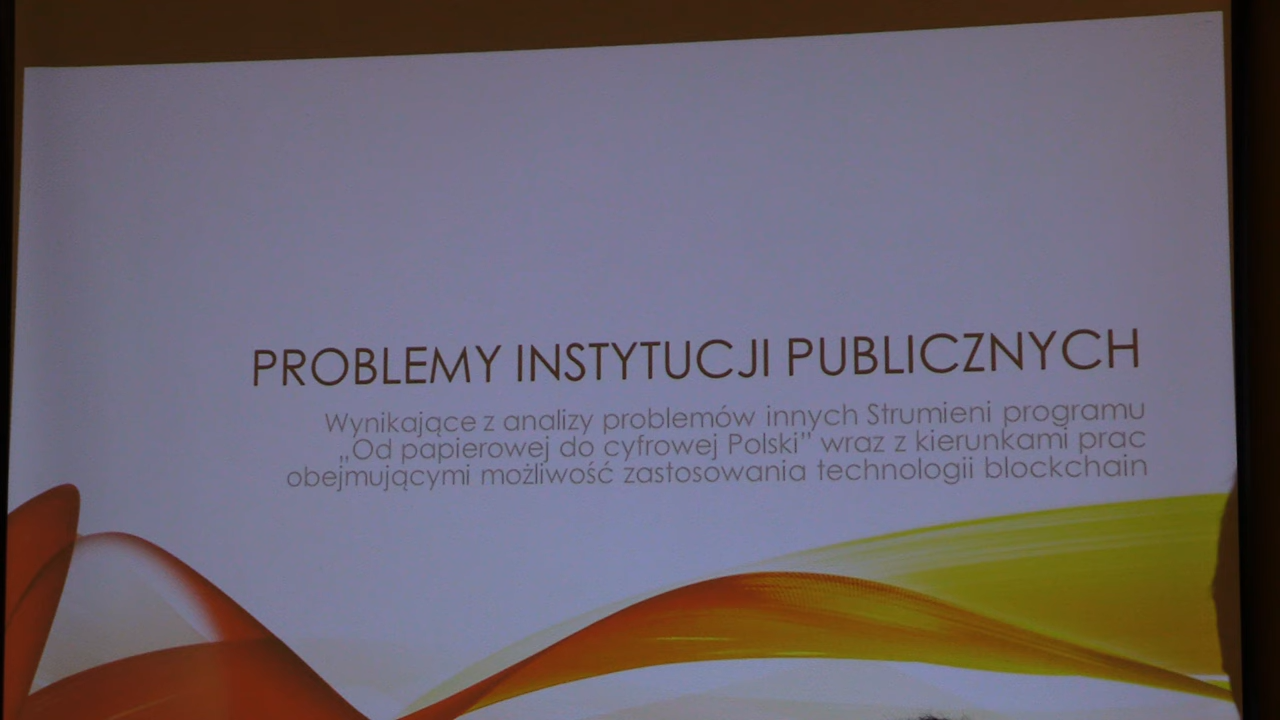 PROBLEMY INSTYTUCJI PUBLICZNYCH
Wynikające z analizy problemów innych Strumieni programu
„Od papierowej do cyfrowej Polski” wraz z kierunkami prac
obejmującymi możliwość zastosowania technologii blockchain